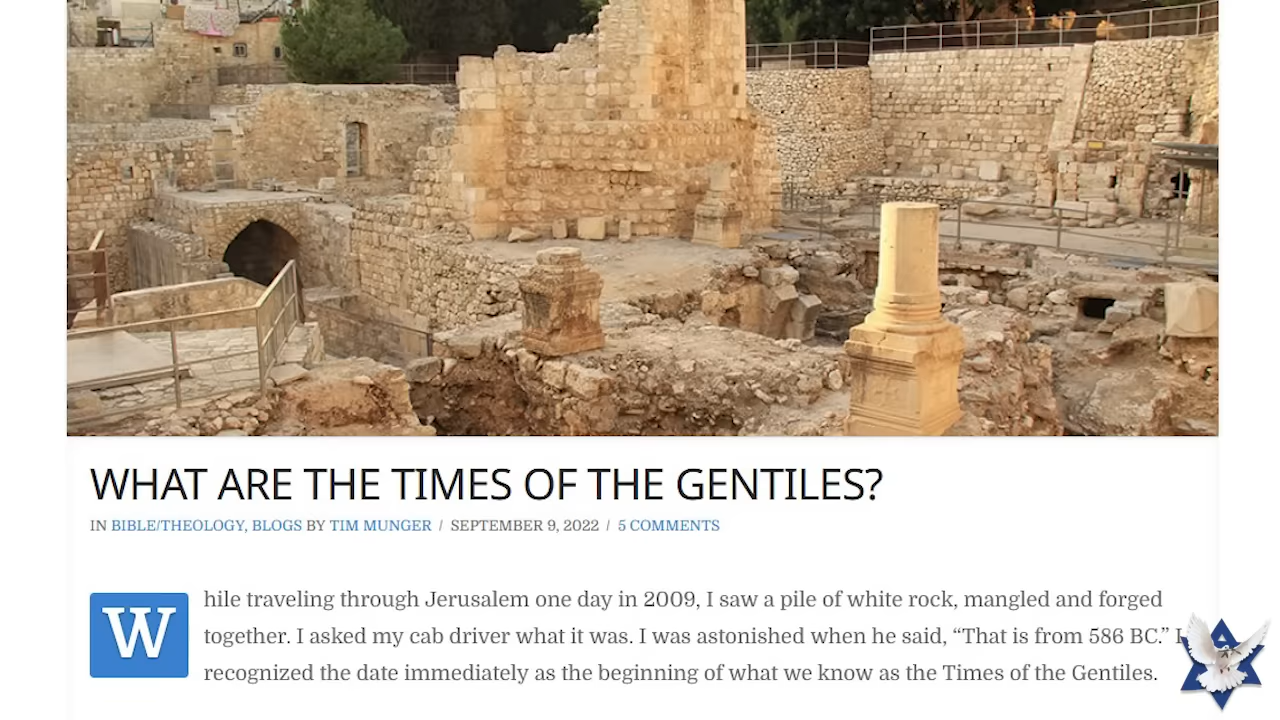 WHAT ARE THE TIMES OF THE GENTILES?
IN BIBLE/THEOLOGY, BLOGS BY TIM MUNGER / SEPTEMBER 9, 2022 / 5 COMMENTS
While traveling through Jerusalem one day in 2009, I saw a pile of white rock, mangled and forged
together. I asked my cab driver what it was. I was astonished when he said, “That is from 586 BC.” I
recognized the date immediately as the beginning of what we know as the Times of the Gentiles.